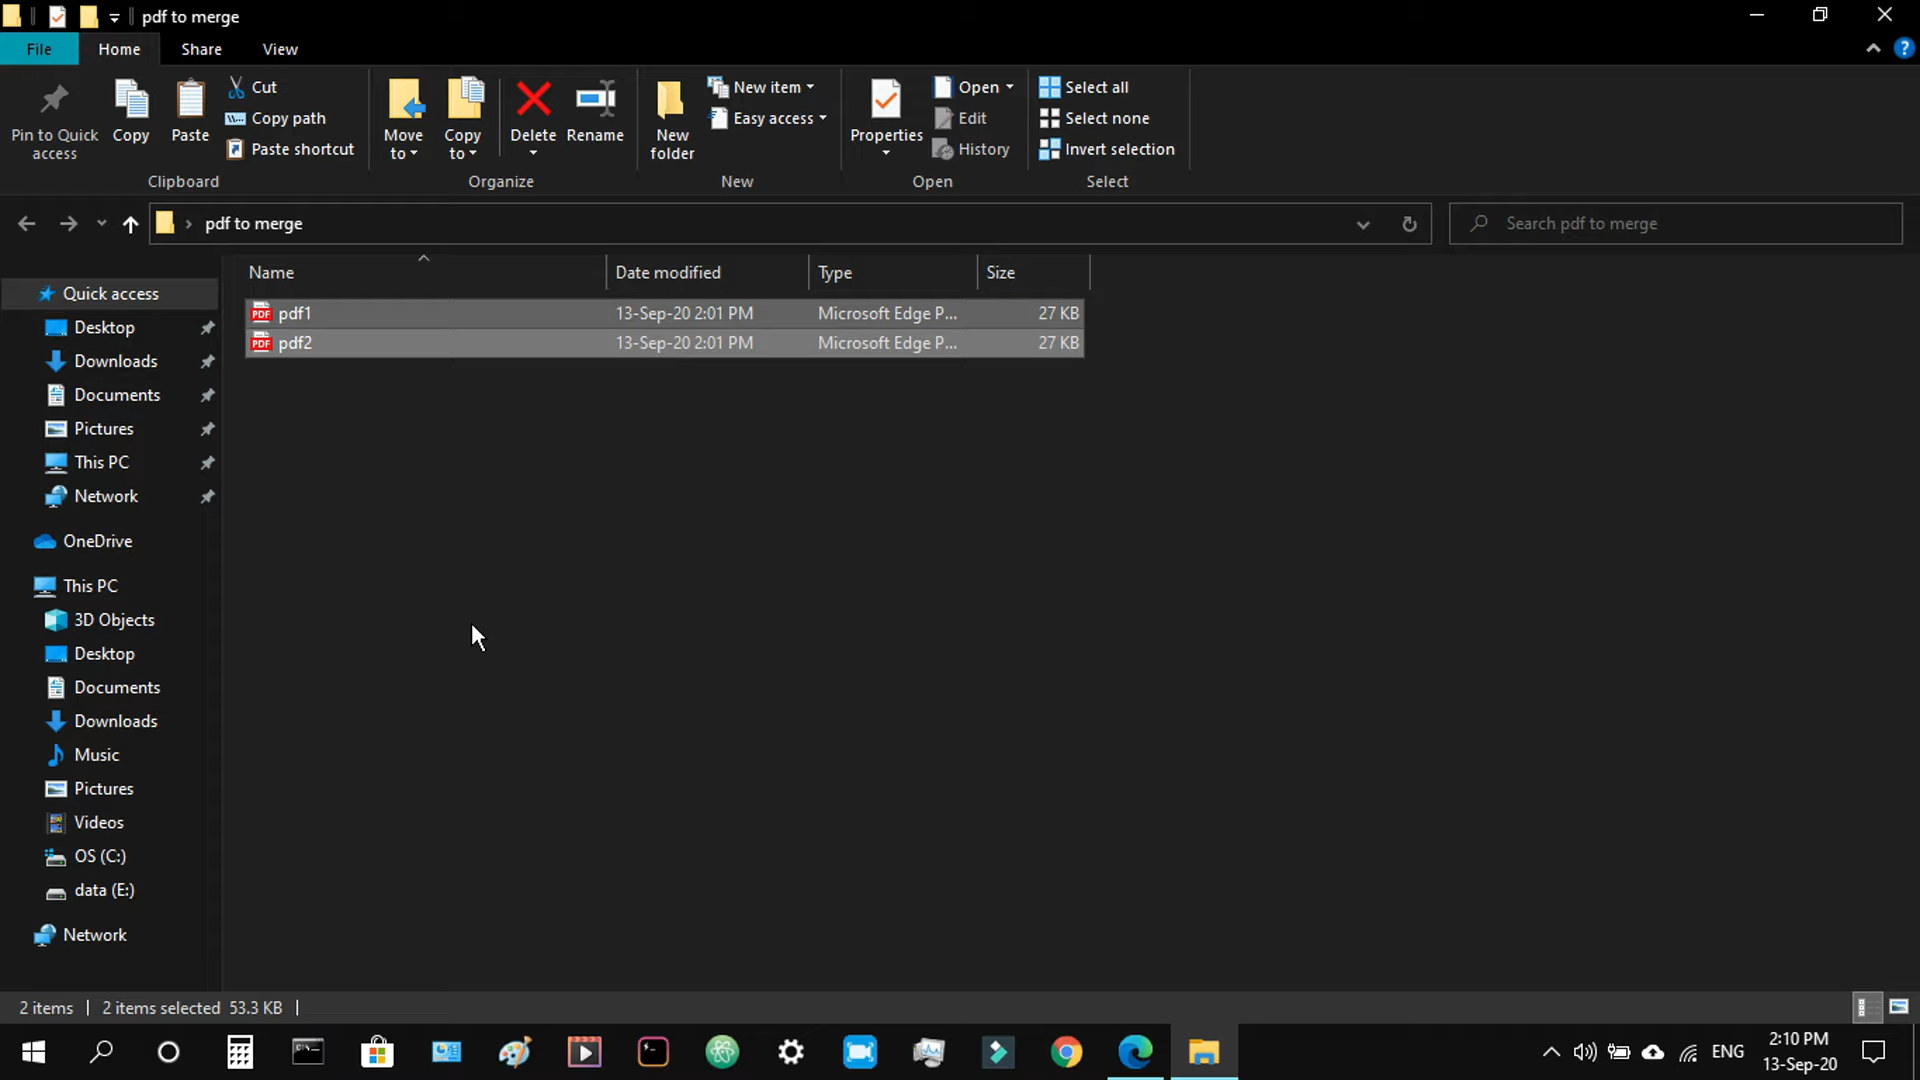 pdf to merge
File Home Share View
Pin to Quick access
Copy
Paste
Cut
Copy path
Paste shortcut
Clipboard
Move to
Copy to
Delete
Rename
Organize
New folder
New item
Easy access
New
Properties
Open
Edit
History
Open
Select all
Select none
Invert selection
Select
pdf to merge
Search pdf to merge
Name Date modified Type Size
pdf1 13-Sep-20 2:01 PM Microsoft Edge P... 27 KB
pdf2 13-Sep-20 2:01 PM Microsoft Edge P... 27 KB
Quick access
Desktop
Downloads
Documents
Pictures
This PC
Network
OneDrive
This PC
3D Objects
Desktop
Documents
Downloads
Music
Pictures
Videos
OS (C:)
data (E:)
Network
2 items 2 items selected 53.3 KB
ENG
2:10 PM
13-Sep-20